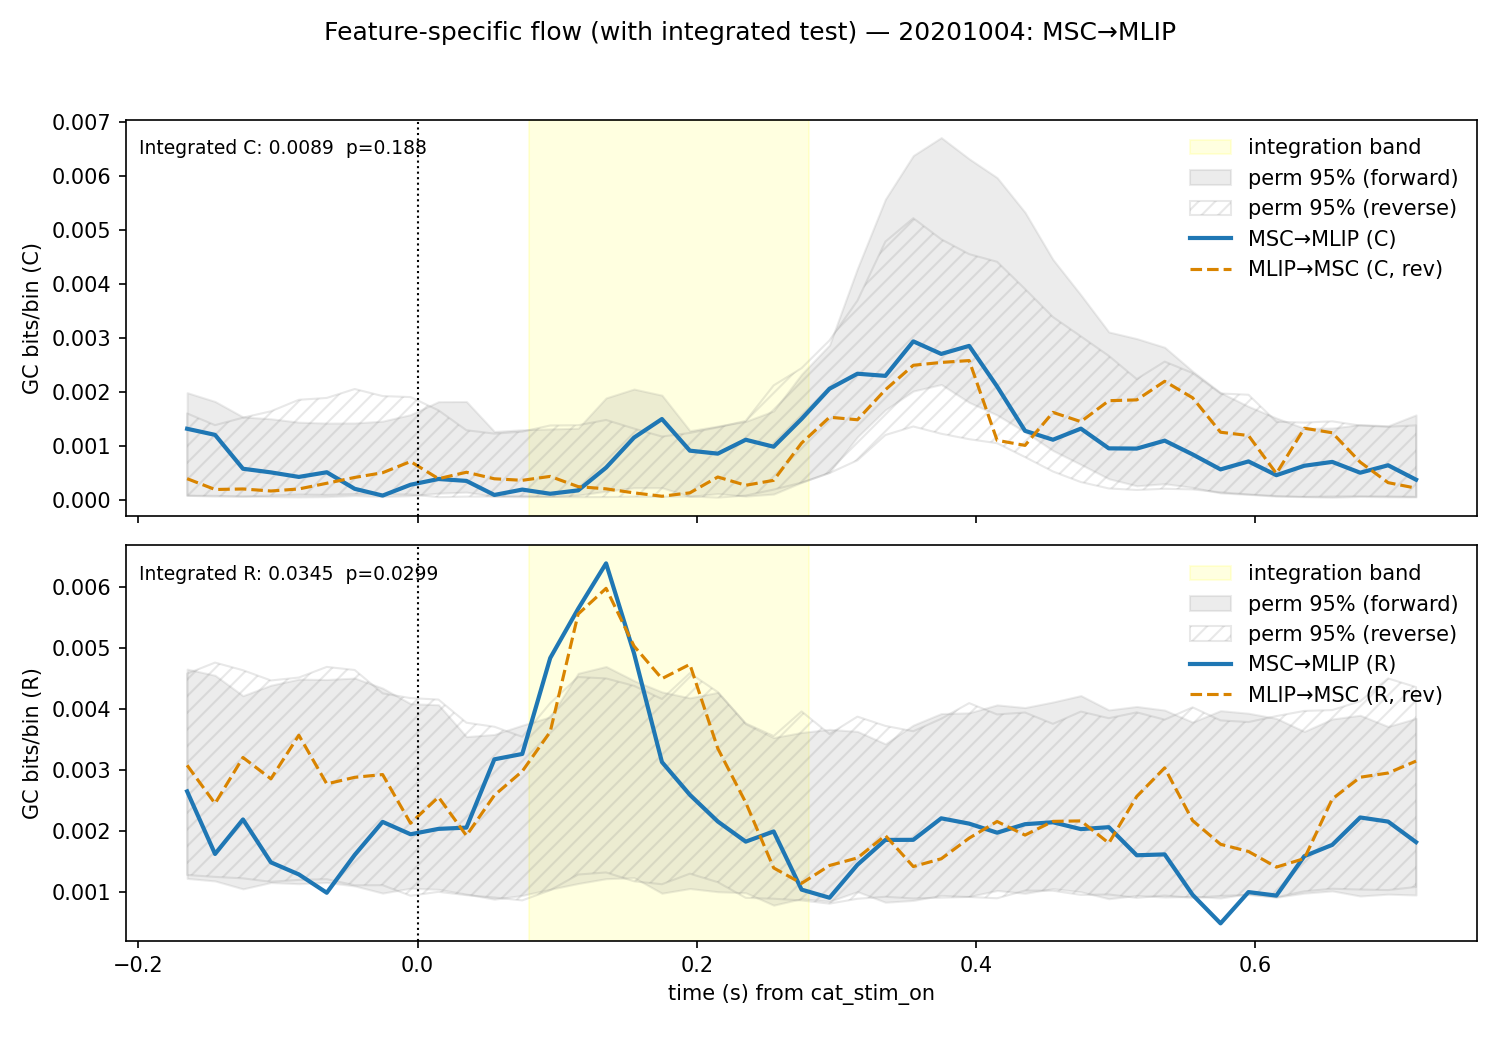 Feature-specific flow (with integrated test) — 20201004: MSC→MLIP
GC bits/bin (C)
0.007
0.006
0.005
0.004
0.003
0.002
0.001
0.000
Integrated C: 0.0089  p=0.188
integration band
perm 95% (forward)
perm 95% (reverse)
MSC→MLIP (C)
MLIP→MSC (C, rev)
GC bits/bin (R)
0.006
0.005
0.004
0.003
0.002
0.001
Integrated R: 0.0345  p=0.0299
integration band
perm 95% (forward)
perm 95% (reverse)
MSC→MLIP (R)
MLIP→MSC (R, rev)
−0.2
0.0
0.2
0.4
0.6
time (s) from cat_stim_on